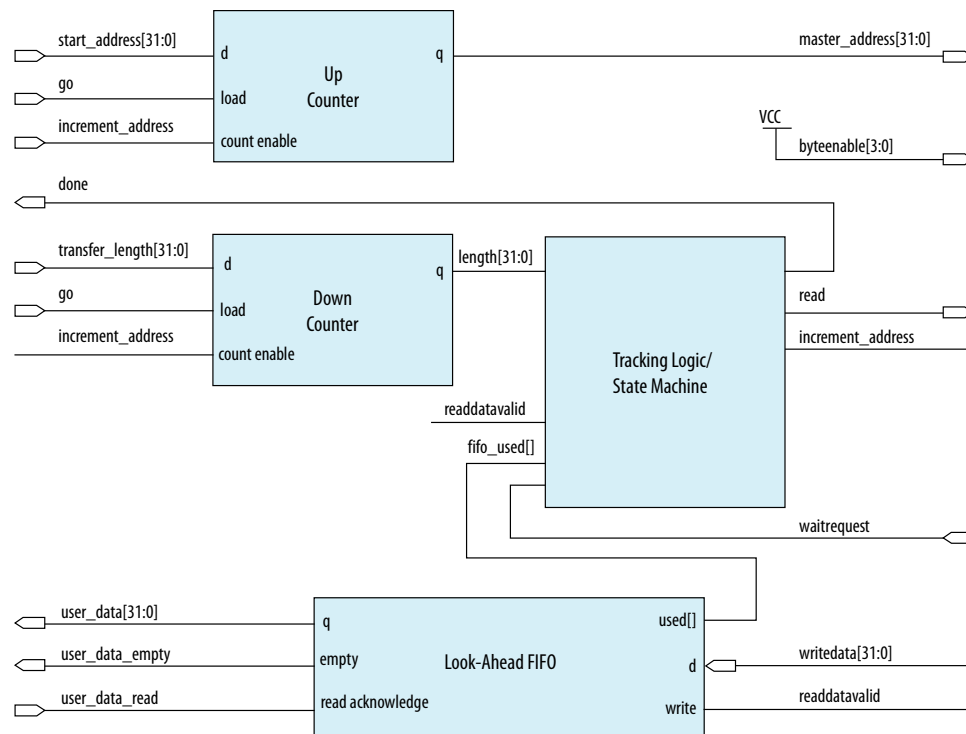 start_address[31:0]
d
q
master_address[31:0]
Up
Counter
go
load
increment_address
count enable
VCC
byteenable[3:0]
done
transfer_length[31:0]
d
q
length[31:0]
go
load
Down
Counter
read
increment_address
count enable
increment_address
Tracking Logic/
State Machine
readdatavalid
fifo_used[]
waitrequest
user_data[31:0]
q
used[]
user_data_empty
empty
Look-Ahead FIFO
d
writedata[31:0]
user_data_read
read acknowledge
write
readdatavalid